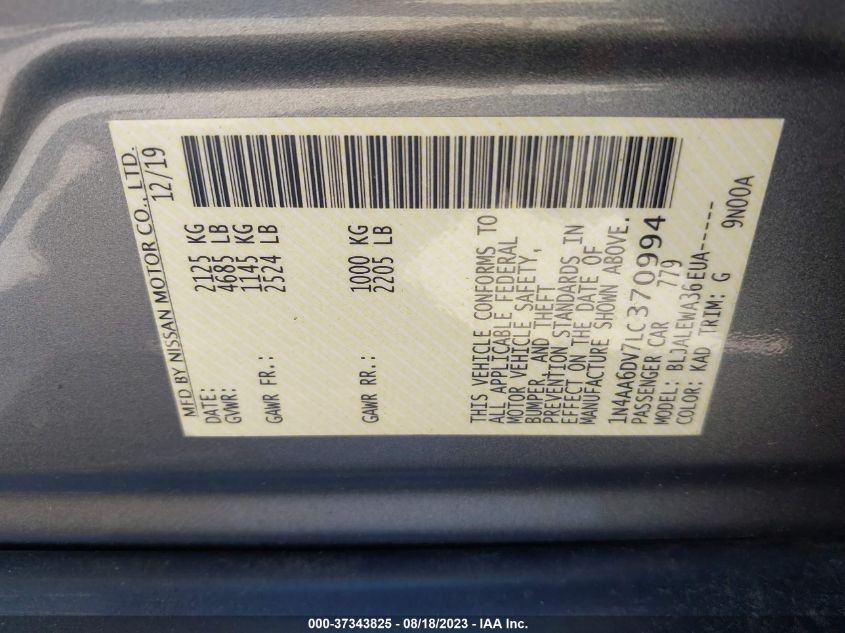 MFD BY NISSAN MOTOR CO., LTD.
DATE: 12/19
GVWR: 2125 KG
4685 LB
GAWR FR.: 1145 KG
2524 LB
GAWR RR.: 1000 KG
2205 LB
THIS VEHICLE CONFORMS TO
ALL APPLICABLE FEDERAL
MOTOR VEHICLE SAFETY,
BUMPER, AND THEFT
PREVENTION STANDARDS IN
EFFECT ON THE DATE OF
MANUFACTURE SHOWN ABOVE.
1N4AA6DV7LC370994
PASSENGER CAR 779
MODEL: BLJALEWA36EUA------
COLOR: KAD TRIM: G 9N00A
000-37343825 - 08/18/2023 - IAA Inc.